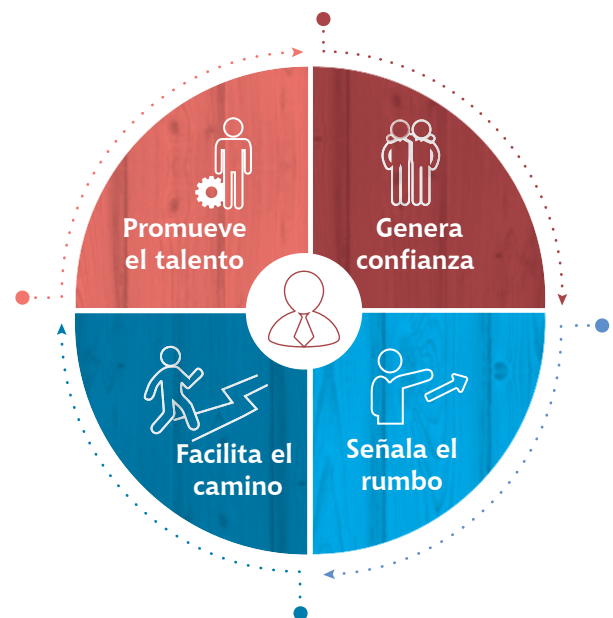 Promueve
el talento
Genera
confianza
Facilita el
camino
Señala el
rumbo